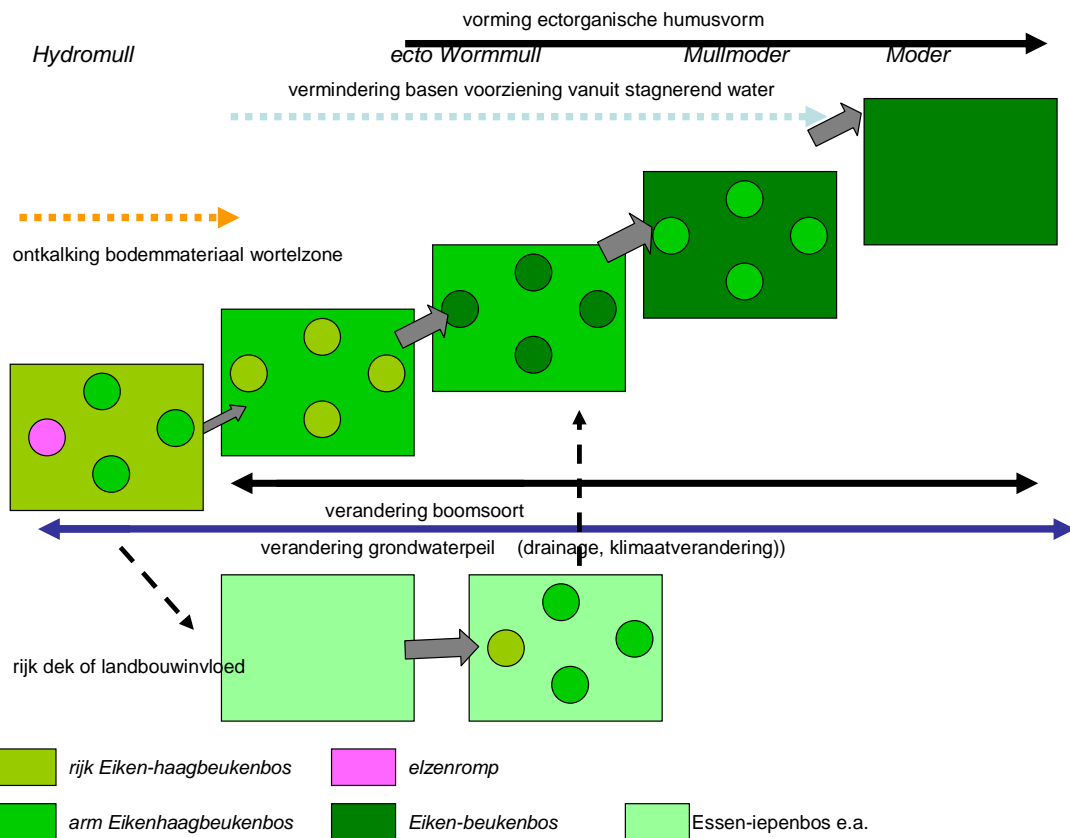 vorming ectorganische humusvorm
Hydromull
ecto Wormmull
Mullmoder
Moder
vermindering basen voorziening vanuit stagnerend water
ontkalking bodemmateriaal wortelzone
verandering boomsoort
verandering grondwaterpeil (drainage, klimaatverandering))
rijk dek of landbouwinvloed
rijk Eiken-haagbeukenbos
elzenromp
arm Eikenhaagbeukenbos
Eiken-beukenbos
Essen-iepenbos e.a.